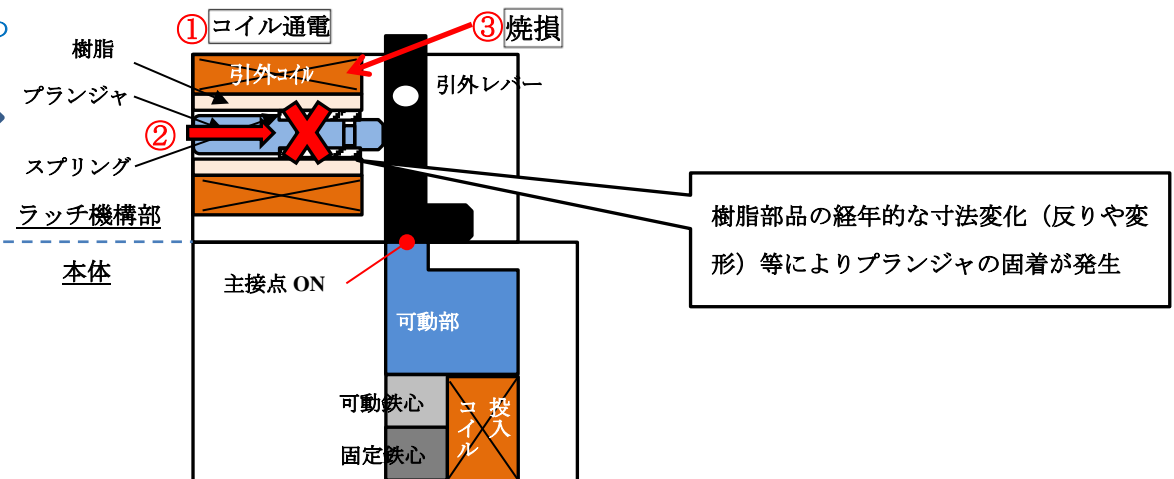 ① コイル通電
③ 焼損
樹脂
引外コイル
引外レバー
プランジャ
②
スプリング
ラッチ機構部
樹脂部品の経年的な寸法変化（反りや変
形）等によりプランジャの固着が発生
本体
主接点 ON
可動部
可動鉄心
投入
コイル
固定鉄心